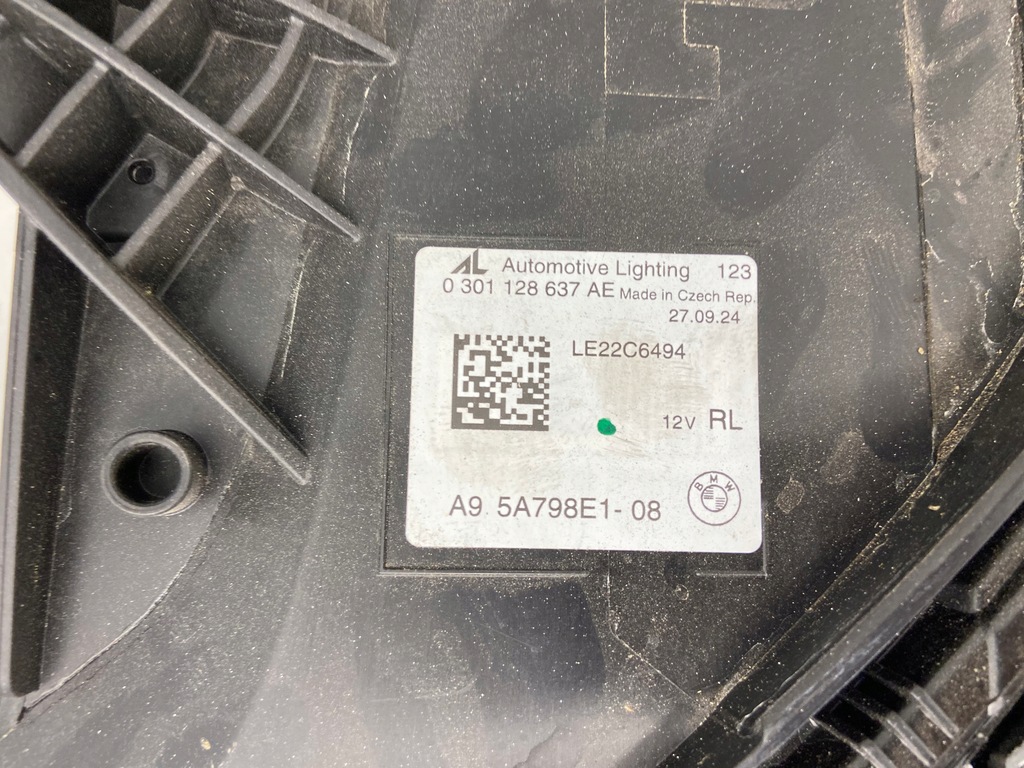 AL Automotive Lighting 123
0 301 128 637 AE Made in Czech Rep.
27.09.24
LE22C6494
12V RL
A9 5A798E1- 08
BMW